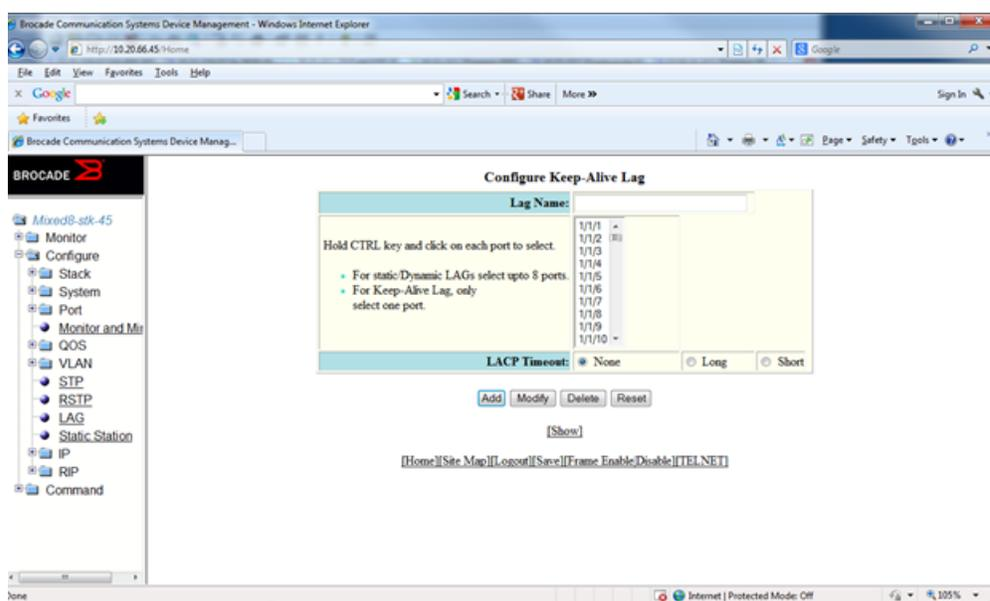 Brocade Communication Systems Device Management - Windows Internet Explorer
http://10.20.66.45/Home
Google
File Edit View Favorites Tools Help
x Google Search Share More » Sign In
Favorites
Brocade Communication Systems Device Manag... Page Safety Tools
BROCADE
Mixed8-stk-45
Monitor
Configure
Stack
System
Port
Monitor and Mir
QOS
VLAN
STP
RSTP
LAG
Static Station
IP
RIP
Command
Configure Keep-Alive Lag
Lag Name:
Hold CTRL key and click on each port to select.
• For static/Dynamic LAGs select upto 8 ports.
• For Keep-Alive Lag, only
select one port.
1/1/1
1/1/2
1/1/3
1/1/4
1/1/5
1/1/6
1/1/7
1/1/8
1/1/9
1/1/10
LACP Timeout: None Long Short
Add Modify Delete Reset
[Show]
[Home][Site Map][Logout][Save][Frame Enable|Disable][TELNET]
Done Internet | Protected Mode: Off 105%